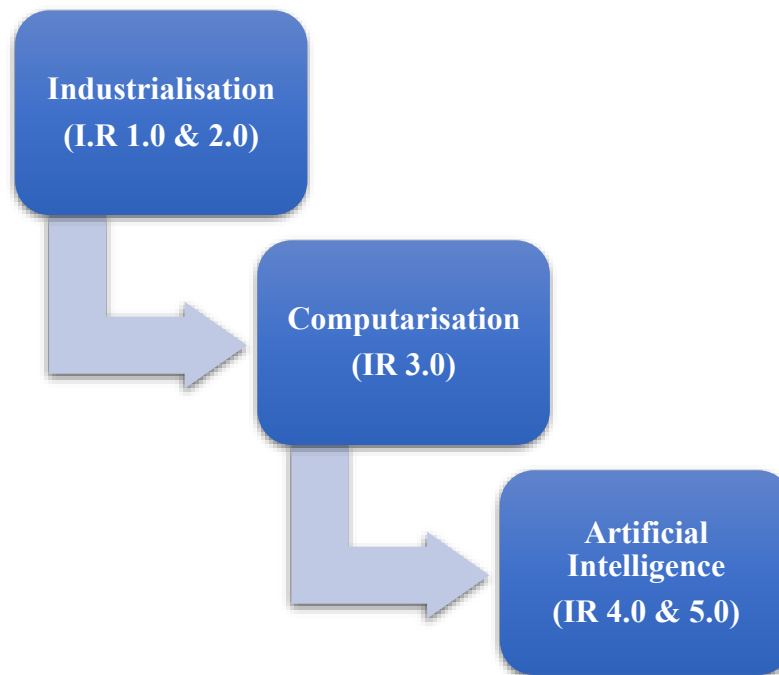 Industrialisation
(I.R 1.0 & 2.0)
Computarisation
(IR 3.0)
Artificial
Intelligence
(IR 4.0 & 5.0)